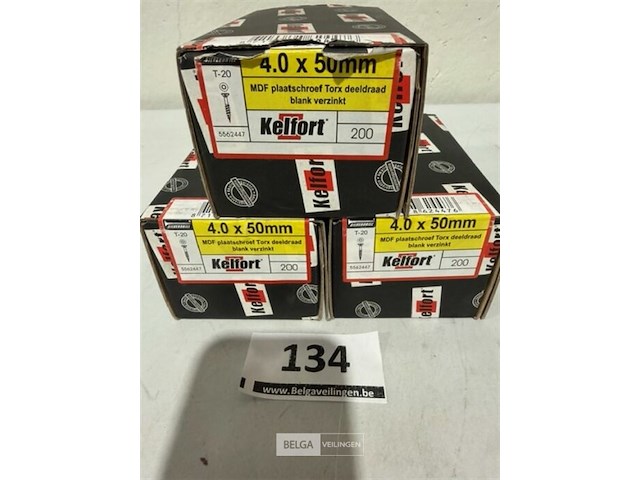 4.0 x 50mm
T-20
MDF plaatschroef Torx deeldraad
blank verzinkt
5562447
Kelfort
200
Kelfort
Kelfort
4.0 x 50mm
T-20
MDF plaatschroef Torx deeldraad
blank verzinkt
5562447
Kelfort
200
4.0 x 50mm
T-20
MDF plaatschroef Torx deeldraad
blank verzinkt
5562447
Kelfort
200
134
www.Belgaveilingen.be
BELGA VEILINGEN